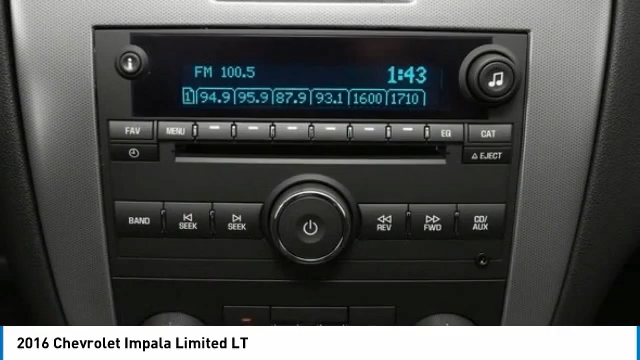 FM 100.5 1:43
1 94.9 95.9 87.9 93.1 1600 1710
FAV MENU EQ CAT
EJECT
BAND SEEK SEEK REV FWD CD/AUX
2016 Chevrolet Impala Limited LT